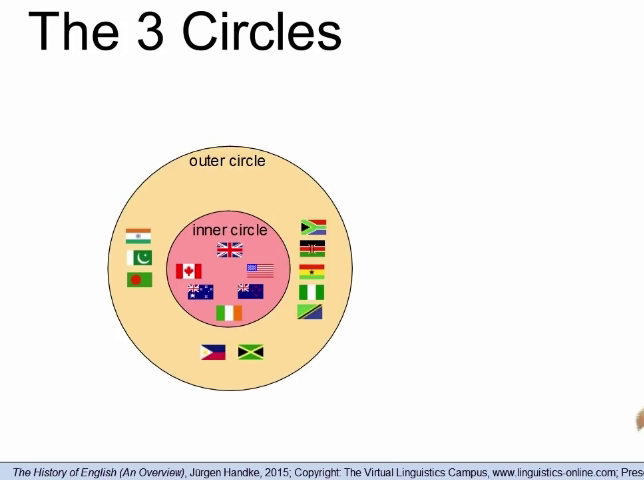 The 3 Circles
outer circle
inner circle
The History of English (An Overview), Jürgen Handke, 2015; Copyright: The Virtual Linguistics Campus, www.linguistics-online.com; Pres